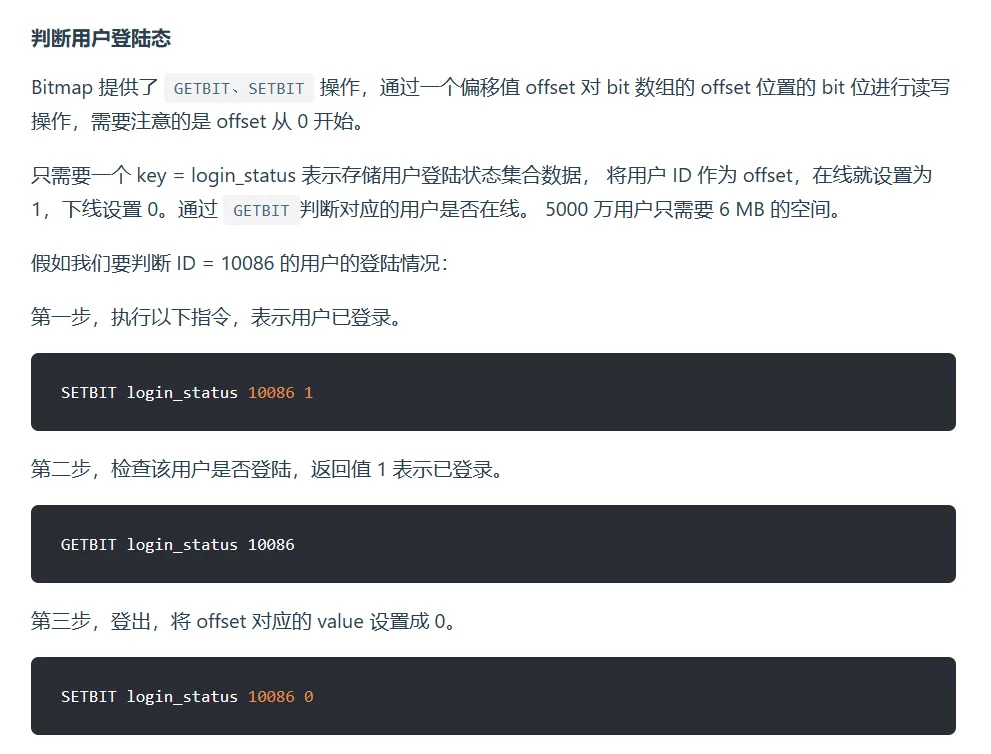 判断用户登陆态
Bitmap 提供了 GETBIT、SETBIT 操作，通过一个偏移值 offset 对 bit 数组的 offset 位置的 bit 位进行读写
操作，需要注意的是 offset 从 0 开始。
只需要一个 key = login_status 表示存储用户登陆状态集合数据， 将用户 ID 作为 offset，在线就设置为
1，下线设置 0。通过 GETBIT 判断对应的用户是否在线。 5000 万用户只需要 6 MB 的空间。
假如我们要判断 ID = 10086 的用户的登陆情况：
第一步，执行以下指令，表示用户已登录。
SETBIT login_status 10086 1
第二步，检查该用户是否登陆，返回值 1 表示已登录。
GETBIT login_status 10086
第三步，登出，将 offset 对应的 value 设置成 0。
SETBIT login_status 10086 0